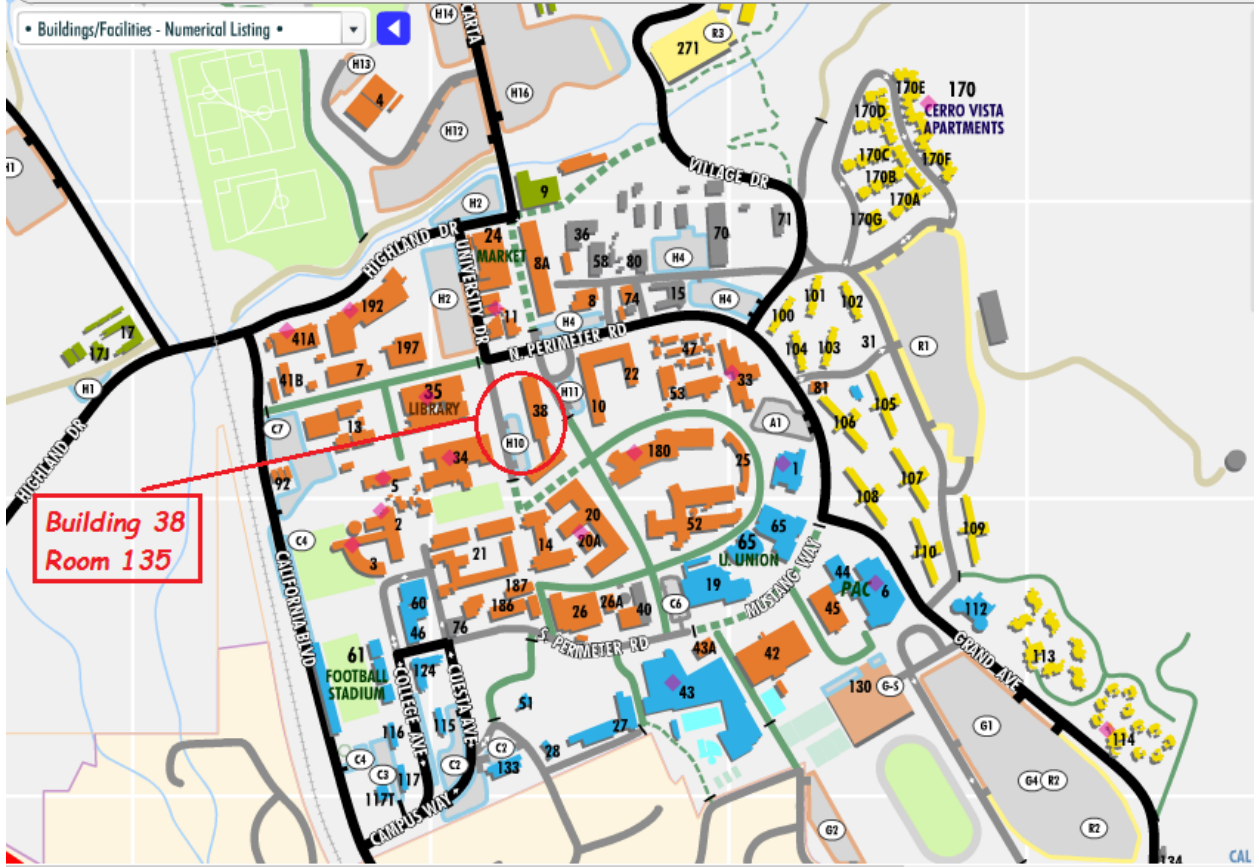 • Buildings/Facilities - Numerical Listing •
H14
CARTA
R3
271
H13
4
H16
170E
170
CERRO VISTA
APARTMENTS
170D
H12
H1
170C
170F
VILLAGE DR
170B
9
170A
H2
170G
71
24
36
70
HIGHLAND DR
UNIVERSITY DR
MARKET
8A
58
80
H4
H2
101
102
15
8
74
H4
192
11
100
H4
17
41A
N. PERIMETER RD
31
R1
17J
197
47
104
103
22
7
33
41B
H1
35
H11
53
81
LIBRARY
38
10
105
C7
13
A1
106
H10
HIGHLAND DR
34
180
25
1
92
5
107
108
20
2
65
52
109
C4
20A
14
65
110
3
21
U. UNION
CALIFORNIA BLVD
MUSTANG WAY
44
187
19
PAC
6
60
186
26A
26
40
C6
45
112
46
76
S. PERIMETER RD
43A
GRAND AVE
61
42
113
FOOTBALL
STADIUM
124
COLLEGE AVE
CUESTA AVE
43
130
G-S
51
115
27
G1
116
114
C2
28
C4
C3
C2
133
117
G4
R2
117T
CAMPUS WAY
G2
R2
134
CAL
Building 38
Room 135